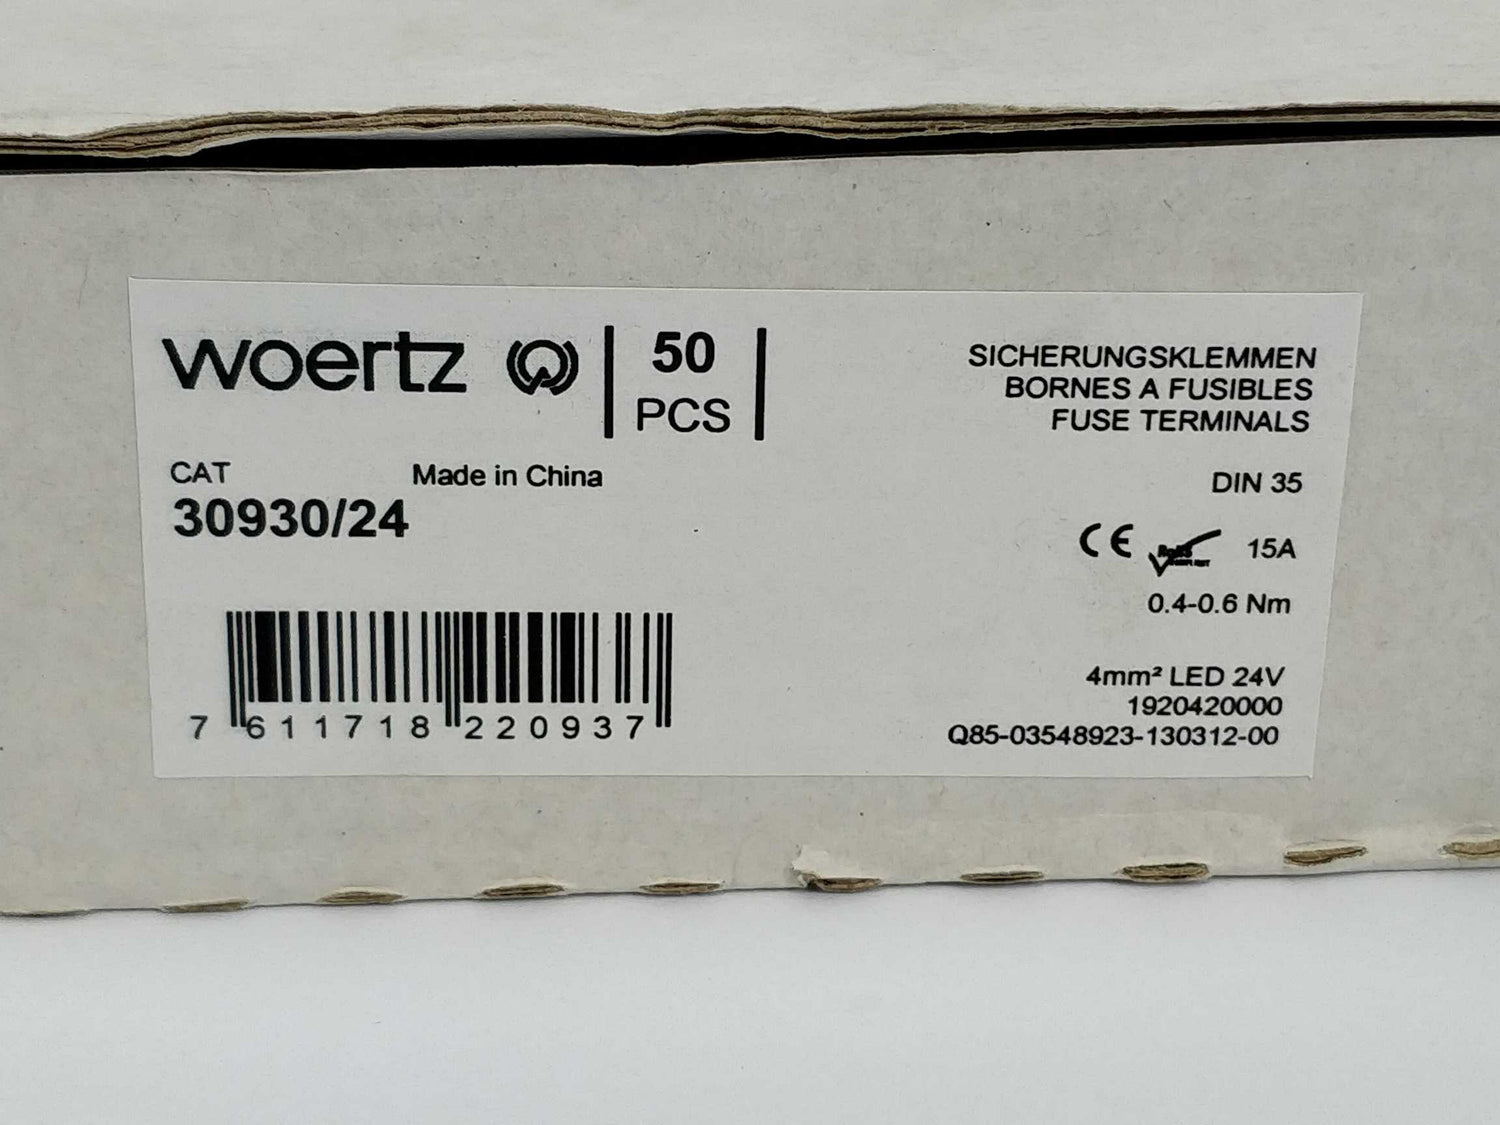 woertz
50
PCS
SICHERUNGSKLEMMEN
BORNES A FUSIBLES
FUSE TERMINALS
CAT
Made in China
30930/24
DIN 35
CE
RoHS
15A
0.4-0.6 Nm
7 611718 220937
4mm² LED 24V
1920420000
Q85-03548923-130312-00